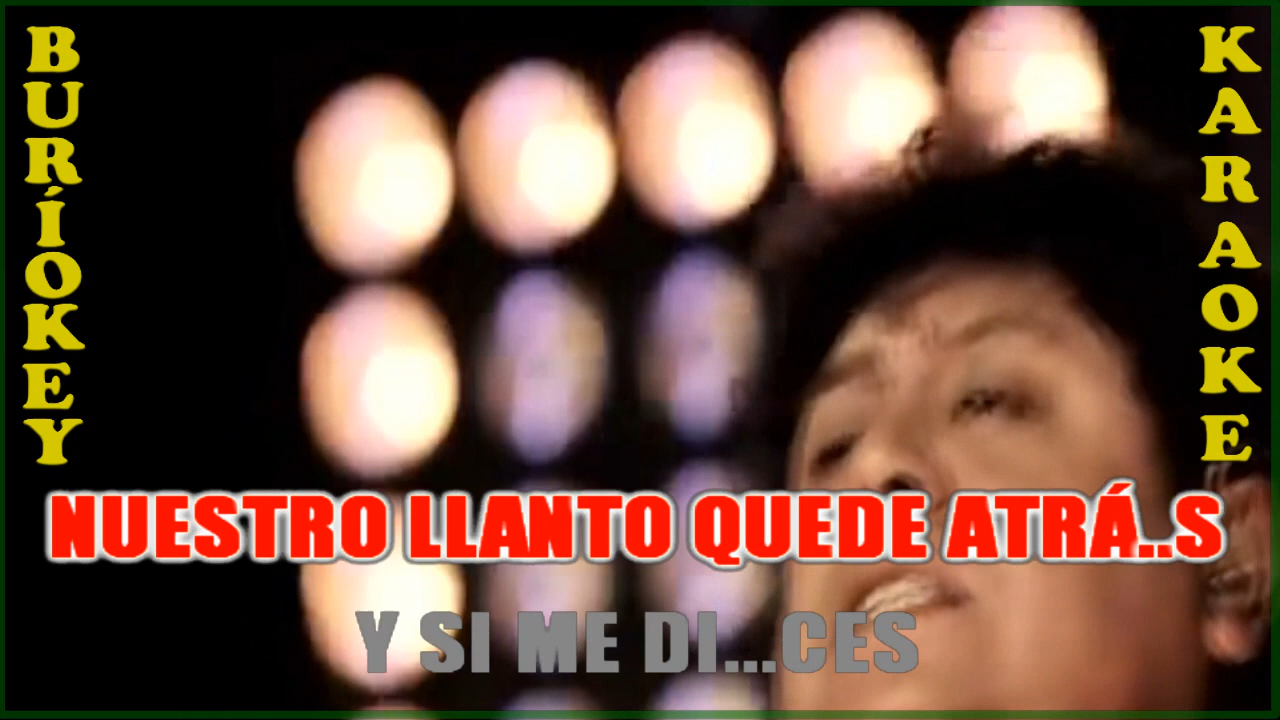 BURÍOKEY
KARAOKE
NUESTRO LLANTO QUEDE ATRÁ..S
Y SI ME DI...CES